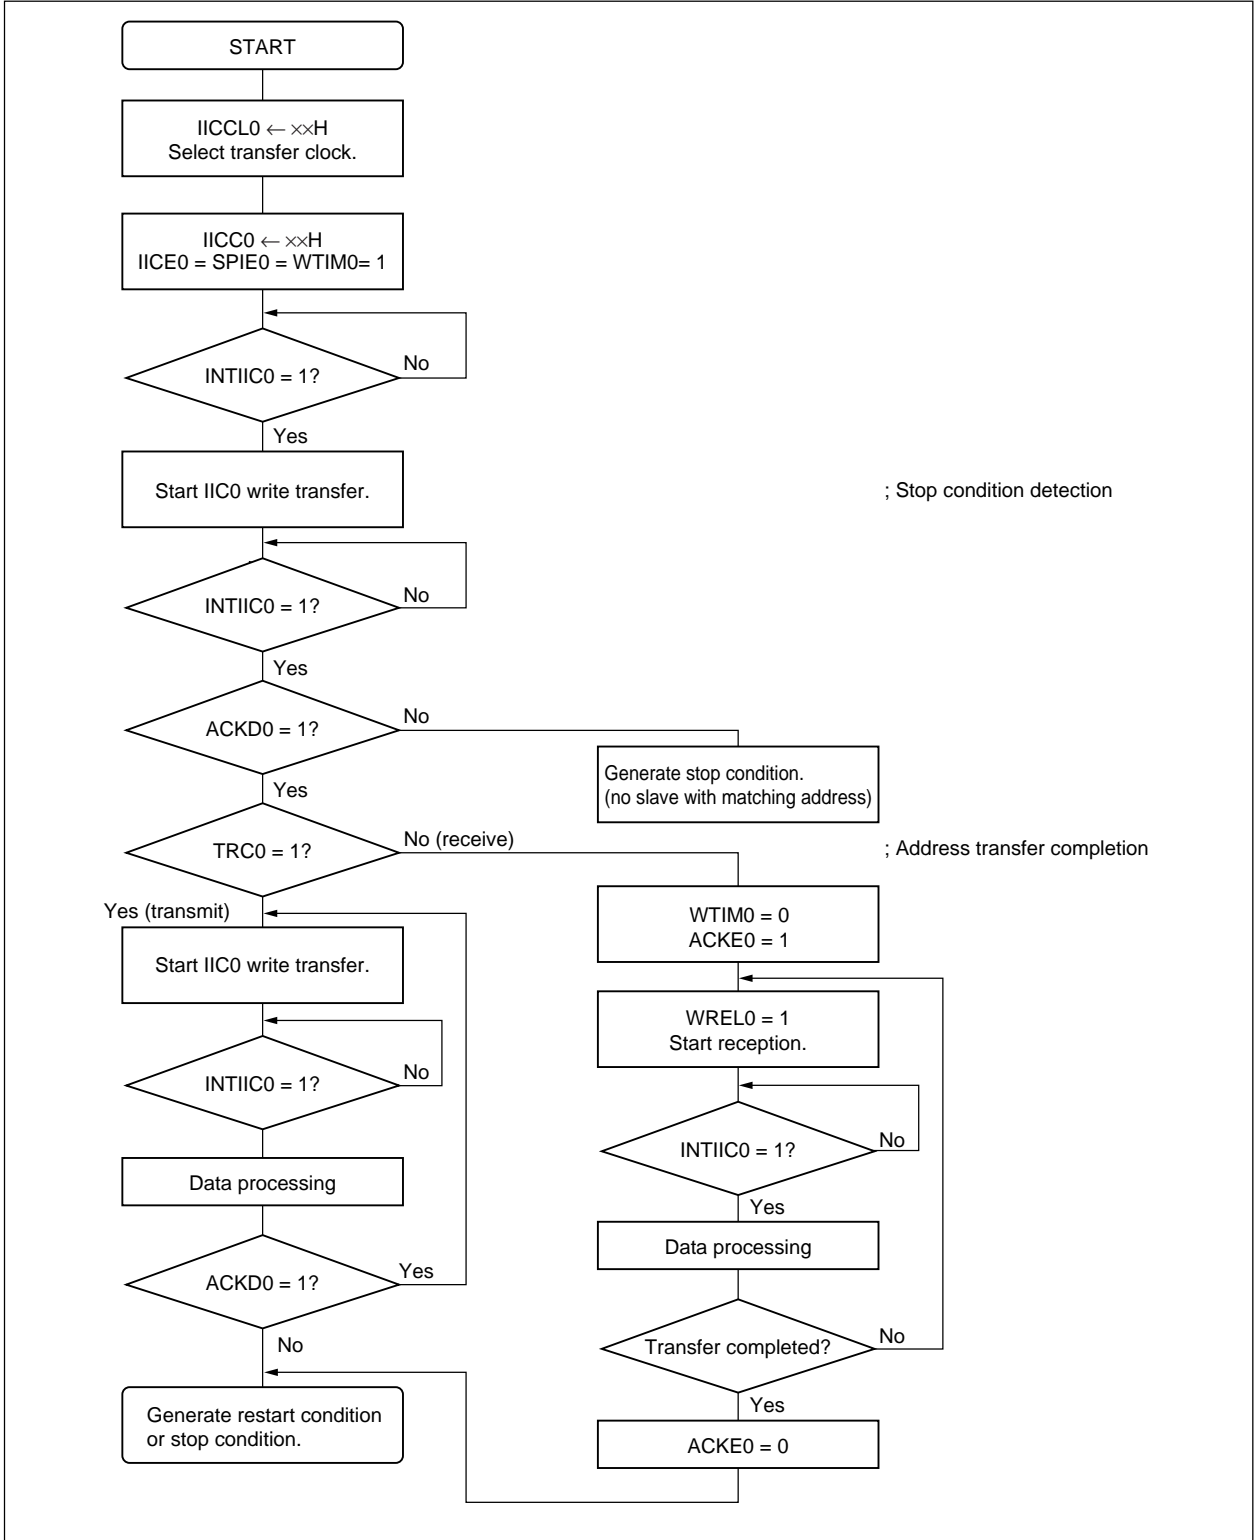 START
IICCL0 ← ××H
Select transfer clock.
IICC0 ← ××H
IICE0 = SPIE0 = WTIM0= 1
INTIIC0 = 1?
No
Yes
Start IIC0 write transfer.
; Stop condition detection
INTIIC0 = 1?
No
Yes
ACKD0 = 1?
No
Generate stop condition.
(no slave with matching address)
Yes
TRC0 = 1?
No (receive)
; Address transfer completion
Yes (transmit)
Start IIC0 write transfer.
INTIIC0 = 1?
No
Data processing
ACKD0 = 1?
Yes
No
Generate restart condition
or stop condition.
WTIM0 = 0
ACKE0 = 1
WREL0 = 1
Start reception.
INTIIC0 = 1?
No
Yes
Data processing
Transfer completed?
No
Yes
ACKE0 = 0